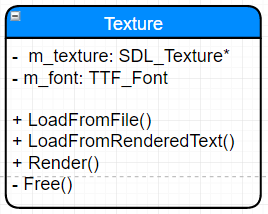 Texture
- m_texture: SDL_Texture*
- m_font: TTF_Font
+ LoadFromFile()
+ LoadFromRenderedText()
+ Render()
- Free()